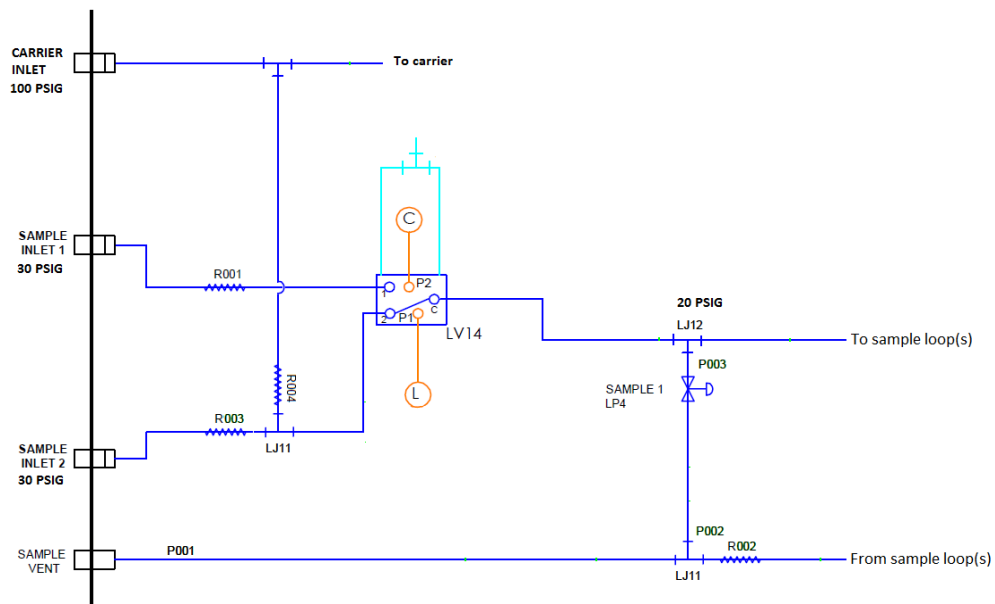 CARRIER
INLET
100 PSIG
To carrier
C
SAMPLE
INLET 1
30 PSIG
R001
1
P2
2
P1
C
LV14
20 PSIG
LJ12
To sample loop(s)
P003
SAMPLE 1
LP4
R004
L
R003
LJ11
SAMPLE
INLET 2
30 PSIG
P002
SAMPLE
VENT
P001
R002
From sample loop(s)
LJ11